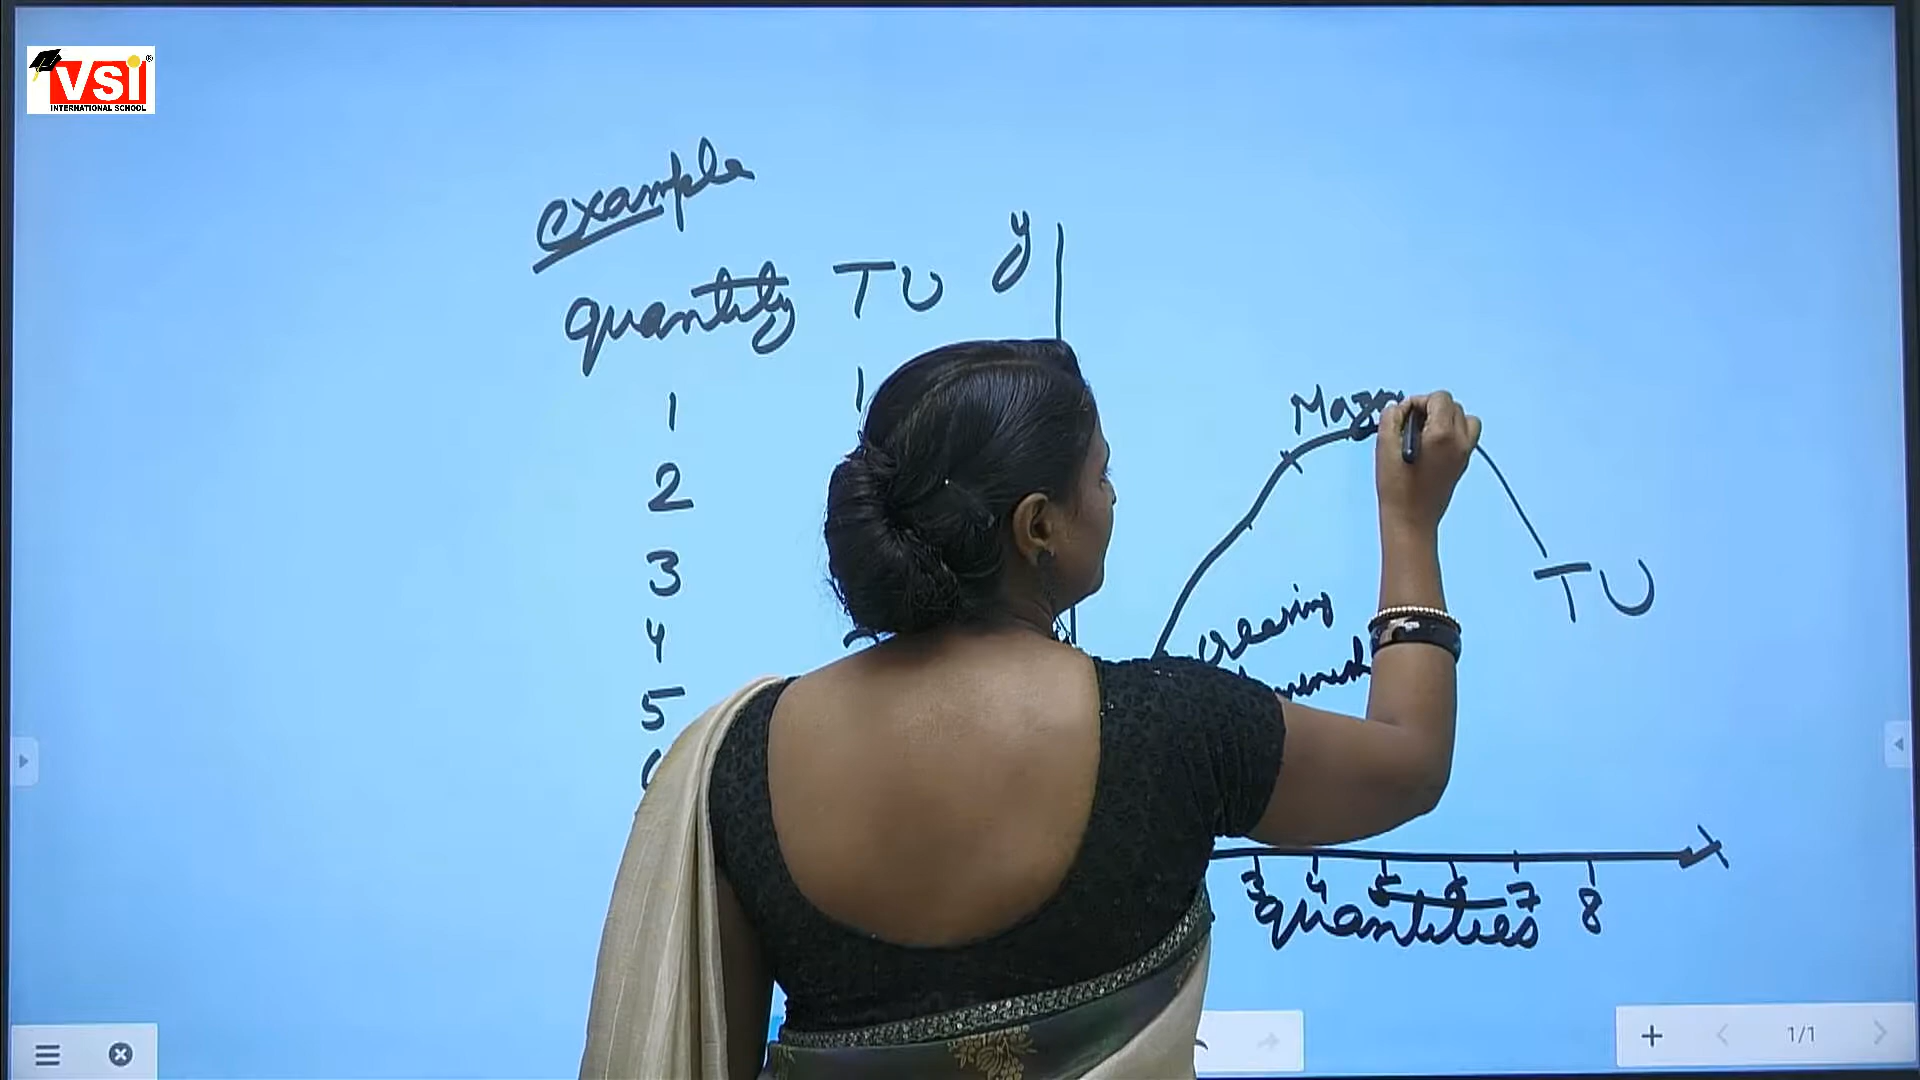 VSI
INTERNATIONAL SCHOOL
example
quantity TU y
1 1
2
3
4
5
TU
3 4 5 6 7 8
quantities
1/1